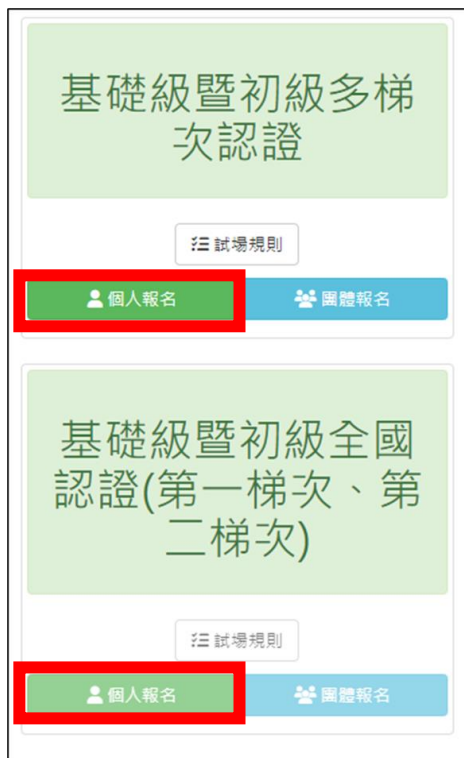 基礎級暨初級多梯
次認證
試場規則
個人報名
團體報名
基礎級暨初級全國
認證(第一梯次、第
二梯次)
試場規則
個人報名
團體報名